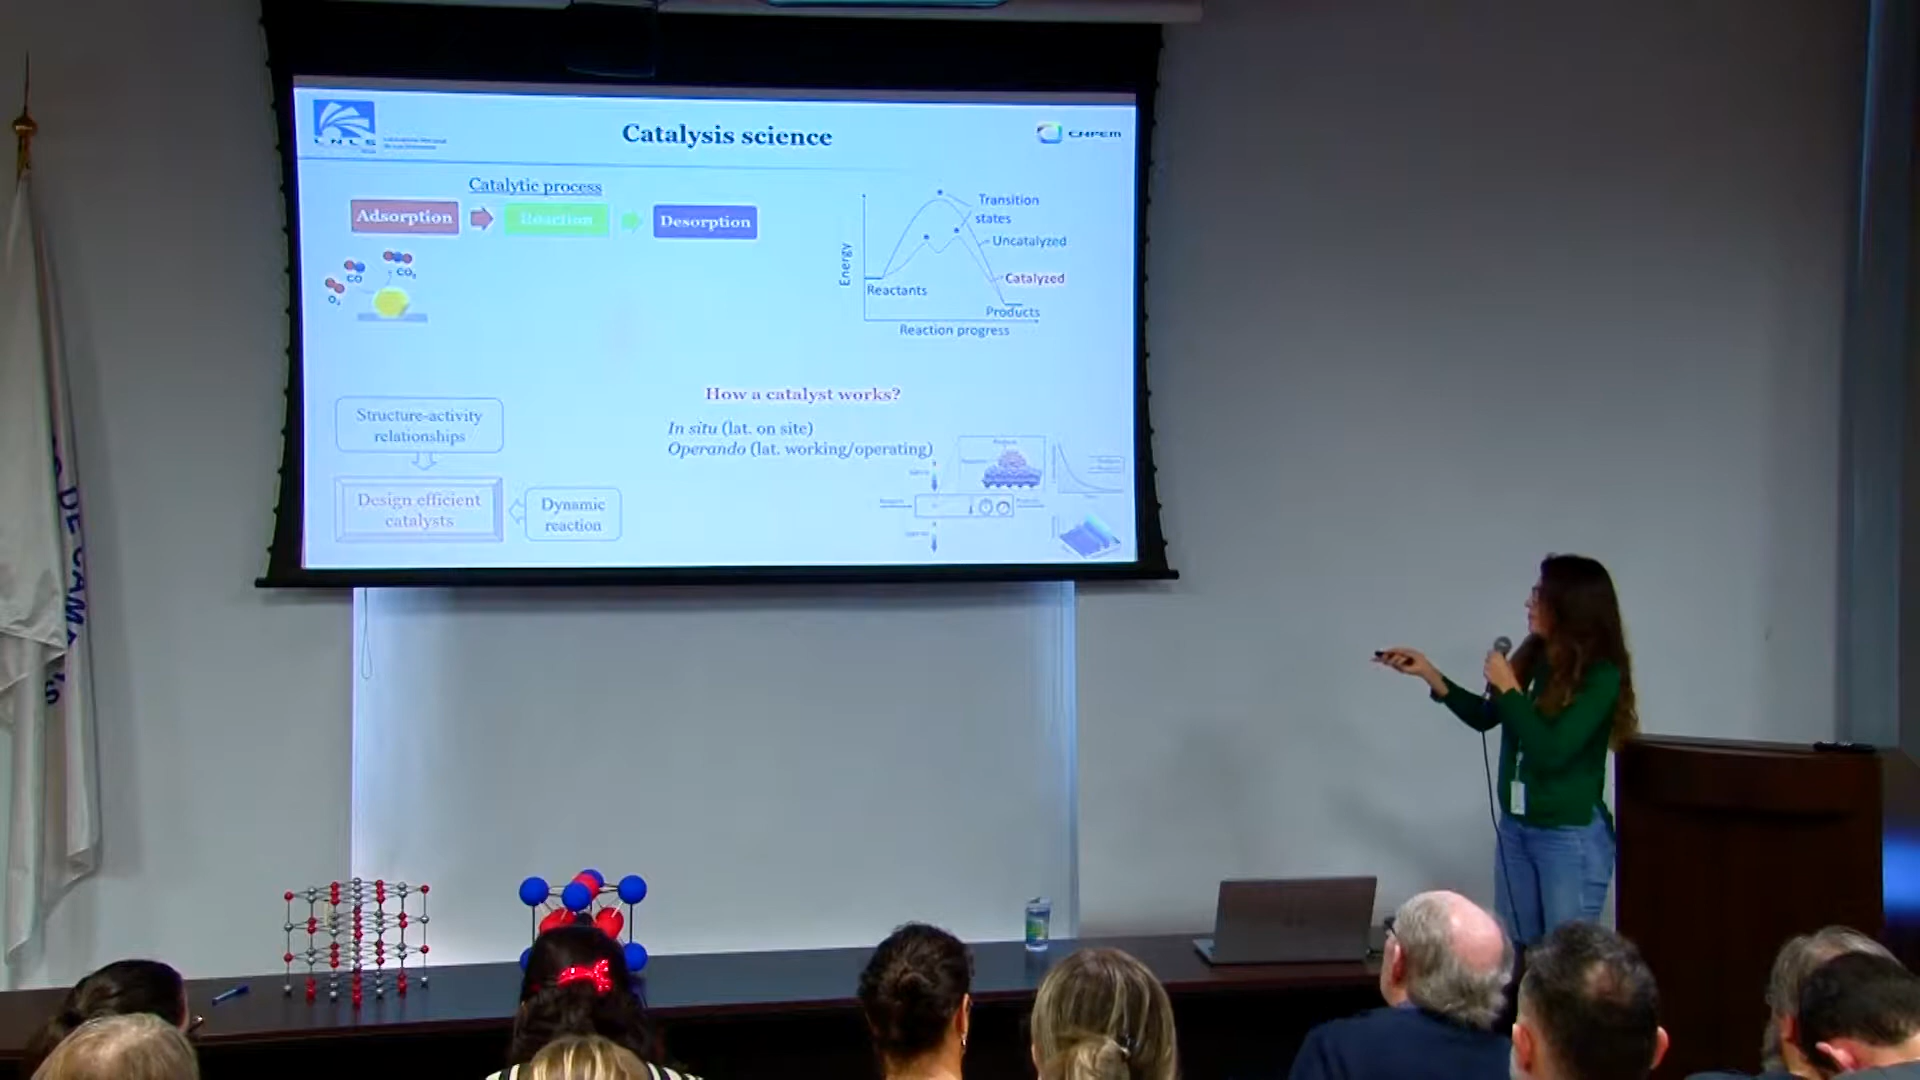 LNLS
Catalysis science
CNPEM
Catalytic process
Adsorption
Reaction
Desorption
CO
CO₂
O₂
Energy
Transition
states
Uncatalyzed
Catalyzed
Reactants
Products
Reaction progress
Structure-activity
relationships
Design efficient
catalysts
Dynamic
reaction
How a catalyst works?
In situ (lat. on site)
Operando (lat. working/operating)